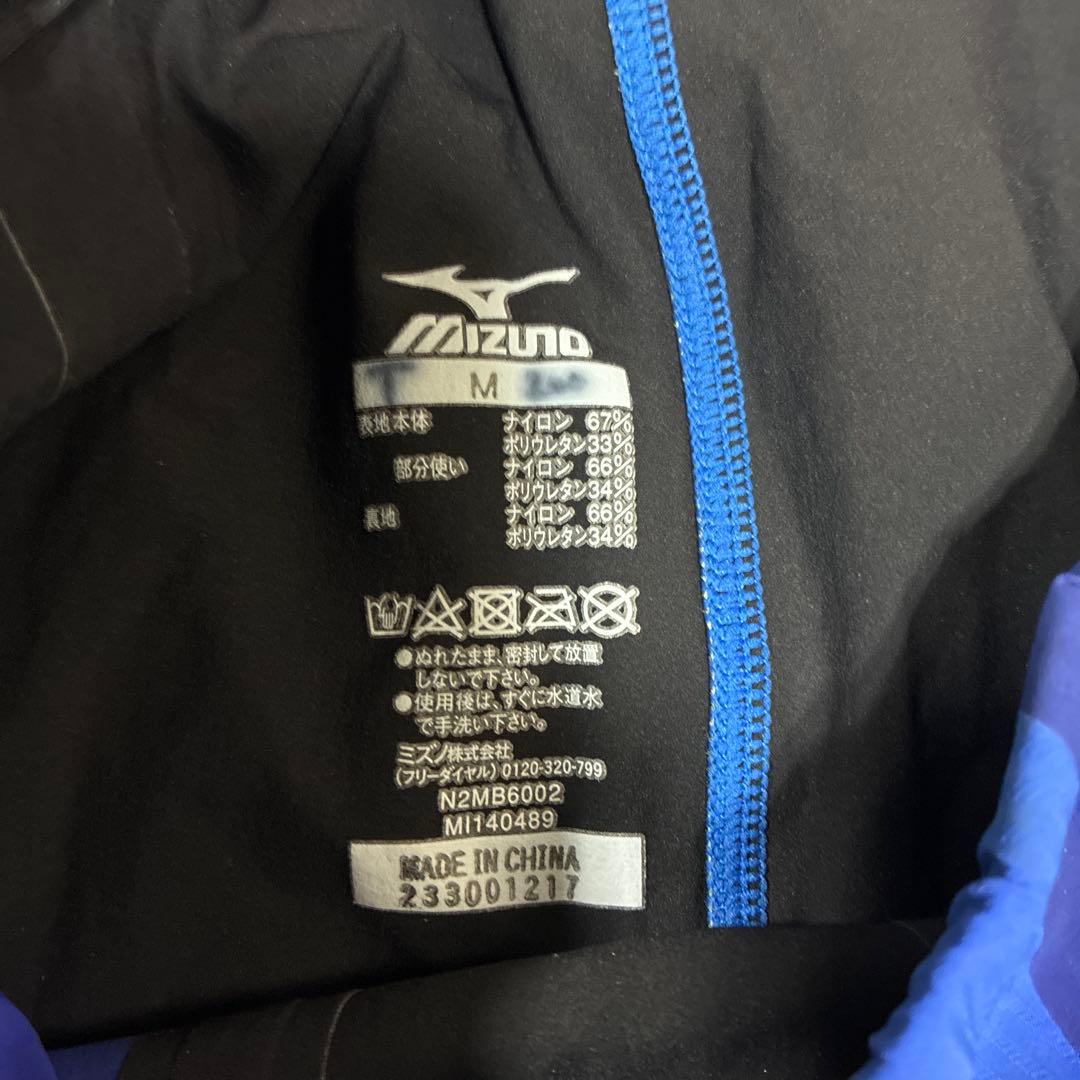 MIZUNO
M
表地本体 ナイロン 67%
ポリウレタン33%
部分使い ナイロン 66%
ポリウレタン34%
裏地 ナイロン 66%
ポリウレタン34%
●ぬれたまま、密封して放置
しないで下さい。
●使用後は、すぐに水道水
で手洗い下さい。
ミズノ株式会社
(フリーダイヤル) 0120-320-799
N2MB6002
MI140489
MADE IN CHINA
233001217